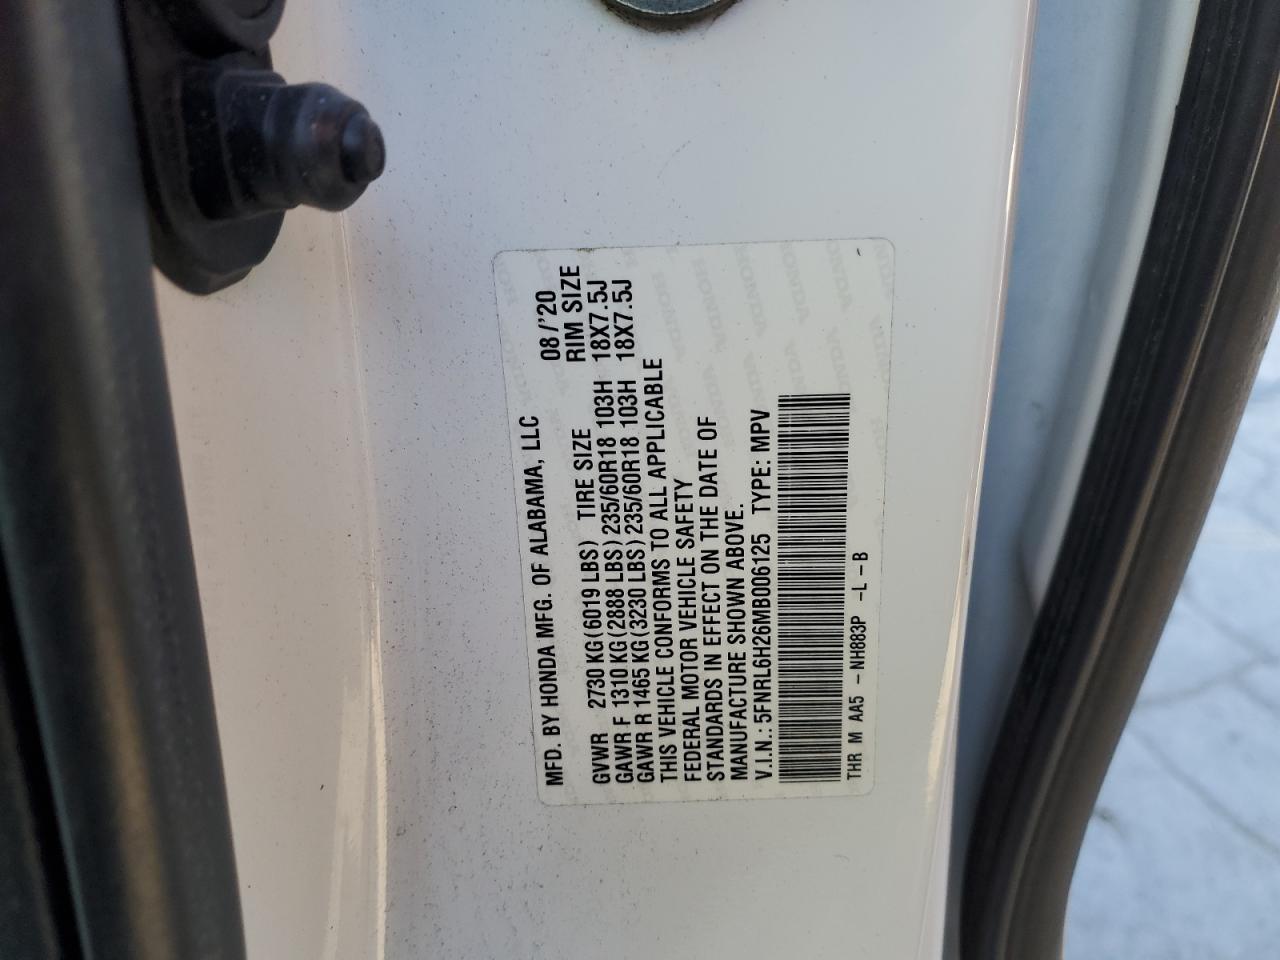 MFD. BY HONDA MFG. OF ALABAMA, LLC 08/'20
GVWR 2730 KG(6019 LBS) TIRE SIZE RIM SIZE
GAWR F 1310 KG(2888 LBS) 235/60R18 103H 18X7.5J
GAWR R 1465 KG(3230 LBS) 235/60R18 103H 18X7.5J
THIS VEHICLE CONFORMS TO ALL APPLICABLE
FEDERAL MOTOR VEHICLE SAFETY
STANDARDS IN EFFECT ON THE DATE OF
MANUFACTURE SHOWN ABOVE.
V.I.N.: 5FNRL6H26MB006125 TYPE: MPV
THR M AA5 -NH883P -L -B